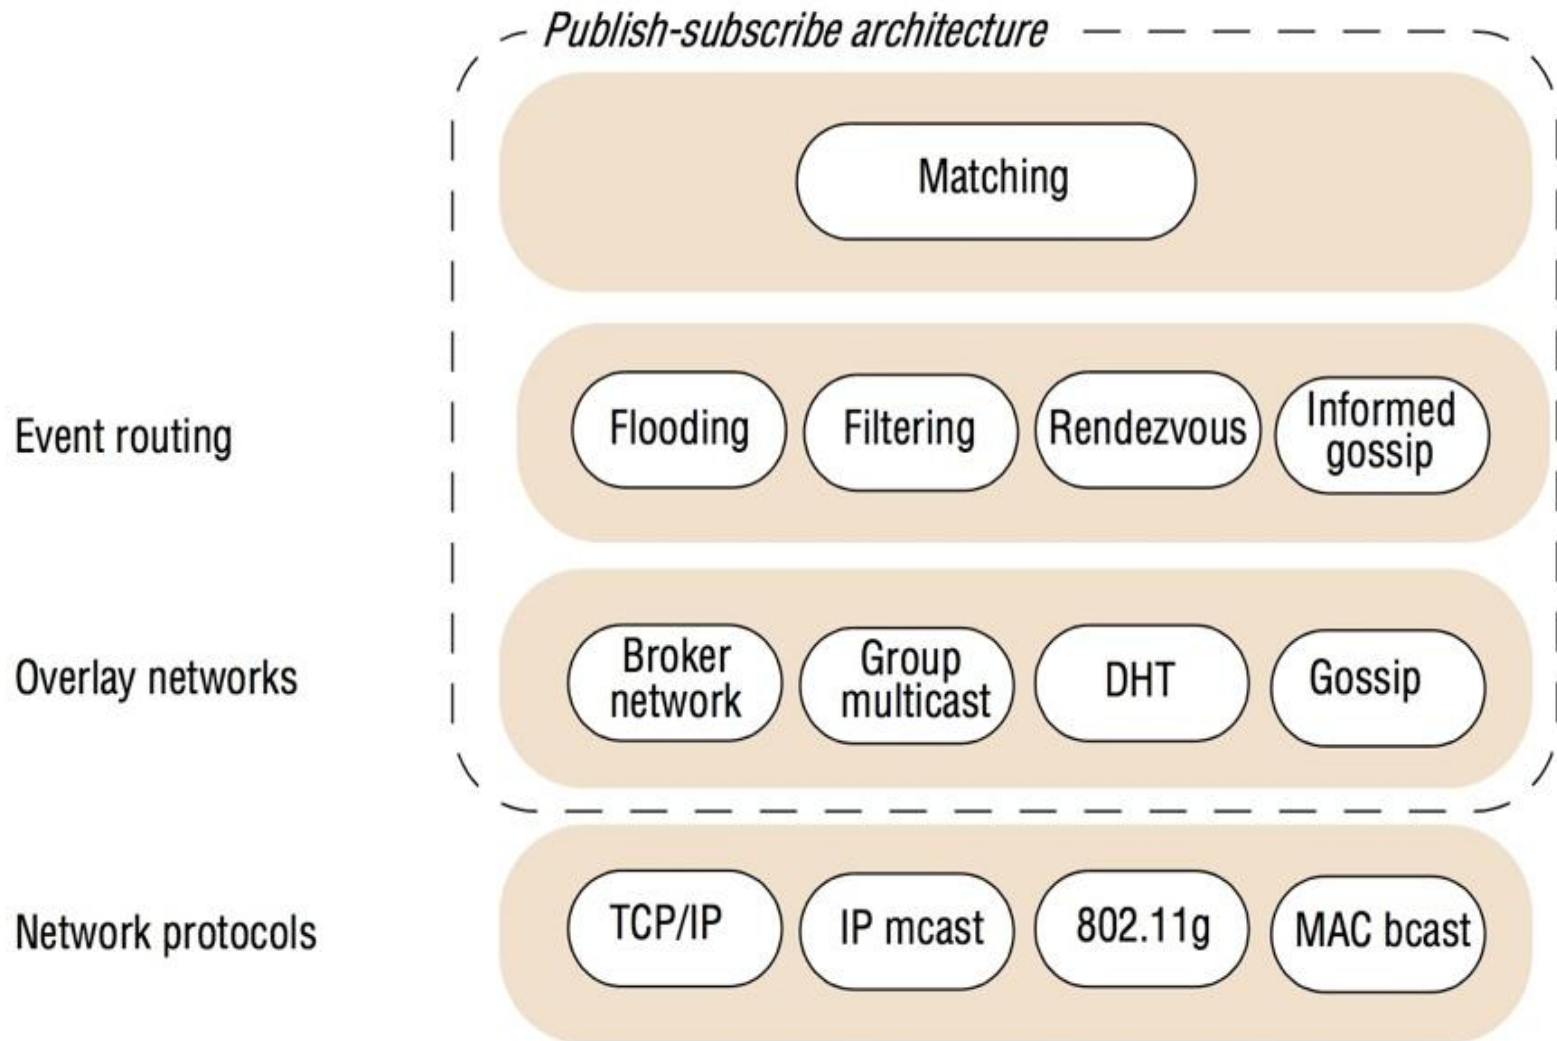 Publish-subscribe architecture
Matching
Event routing
Flooding
Filtering
Rendezvous
Informed
gossip
Overlay networks
Broker
network
Group
multicast
DHT
Gossip
Network protocols
TCP/IP
IP mcast
802.11g
MAC bcast